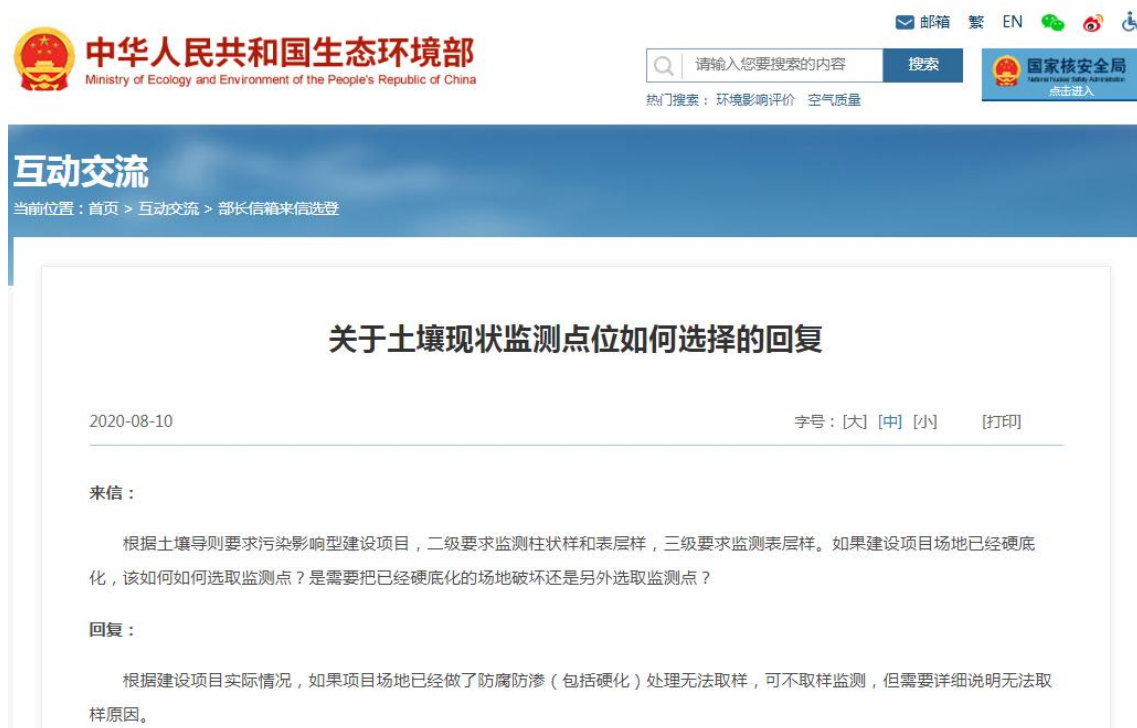 邮箱 繁 EN
中华人民共和国生态环境部
Ministry of Ecology and Environment of the People's Republic of China
请输入您要搜索的内容 搜索
国家核安全局
National Nuclear Safety Administration
点击进入
热门搜索： 环境影响评价 空气质量
互动交流
当前位置：首页 > 互动交流 > 部长信箱来信选登
关于土壤现状监测点位如何选择的回复
2020-08-10 字号：[大] [中] [小] [打印]
来信：
根据土壤导则要求污染影响型建设项目，二级要求监测柱状样和表层样，三级要求监测表层样。如果建设项目场地已经硬底
化，该如何如何选取监测点？是需要把已经硬底化的场地破坏还是另外选取监测点？
回复：
根据建设项目实际情况，如果项目场地已经做了防腐防渗（包括硬化）处理无法取样，可不取样监测，但需要详细说明无法取
样原因。